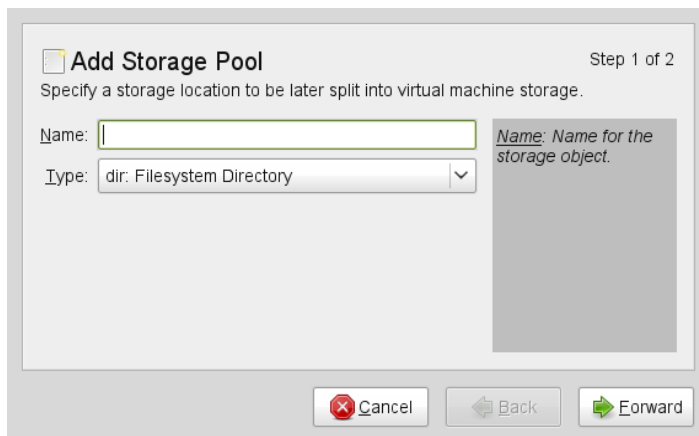 Add Storage Pool
Step 1 of 2
Specify a storage location to be later split into virtual machine storage.
Name:
Type: dir: Filesystem Directory
Name: Name for the
storage object.
Cancel
Back
Forward